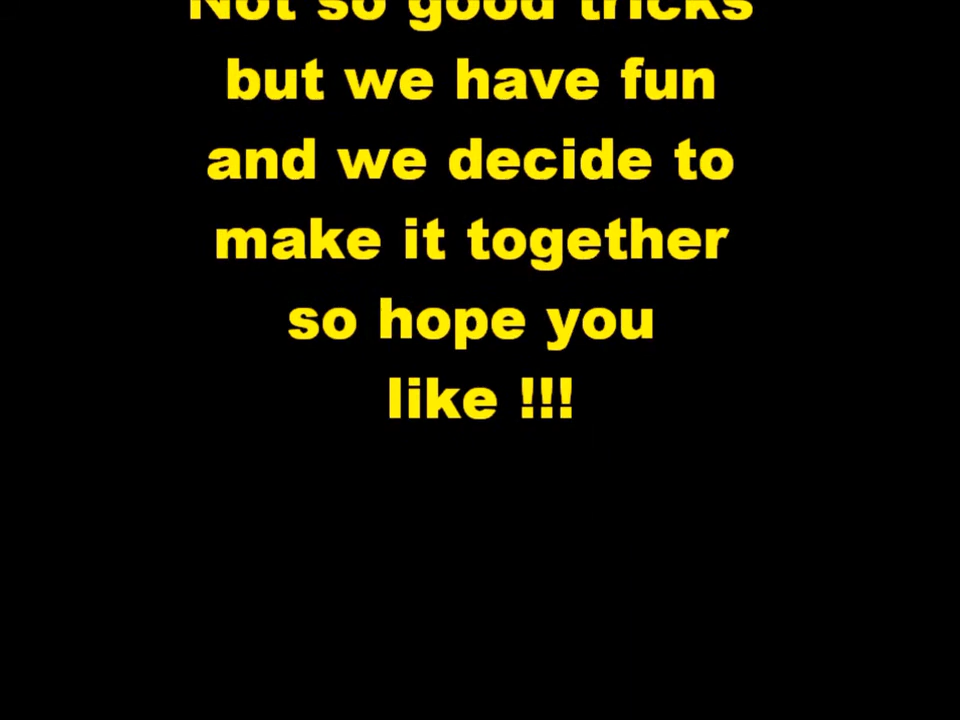 Not so good tricks
but we have fun
and we decide to
make it together
so hope you
like !!!